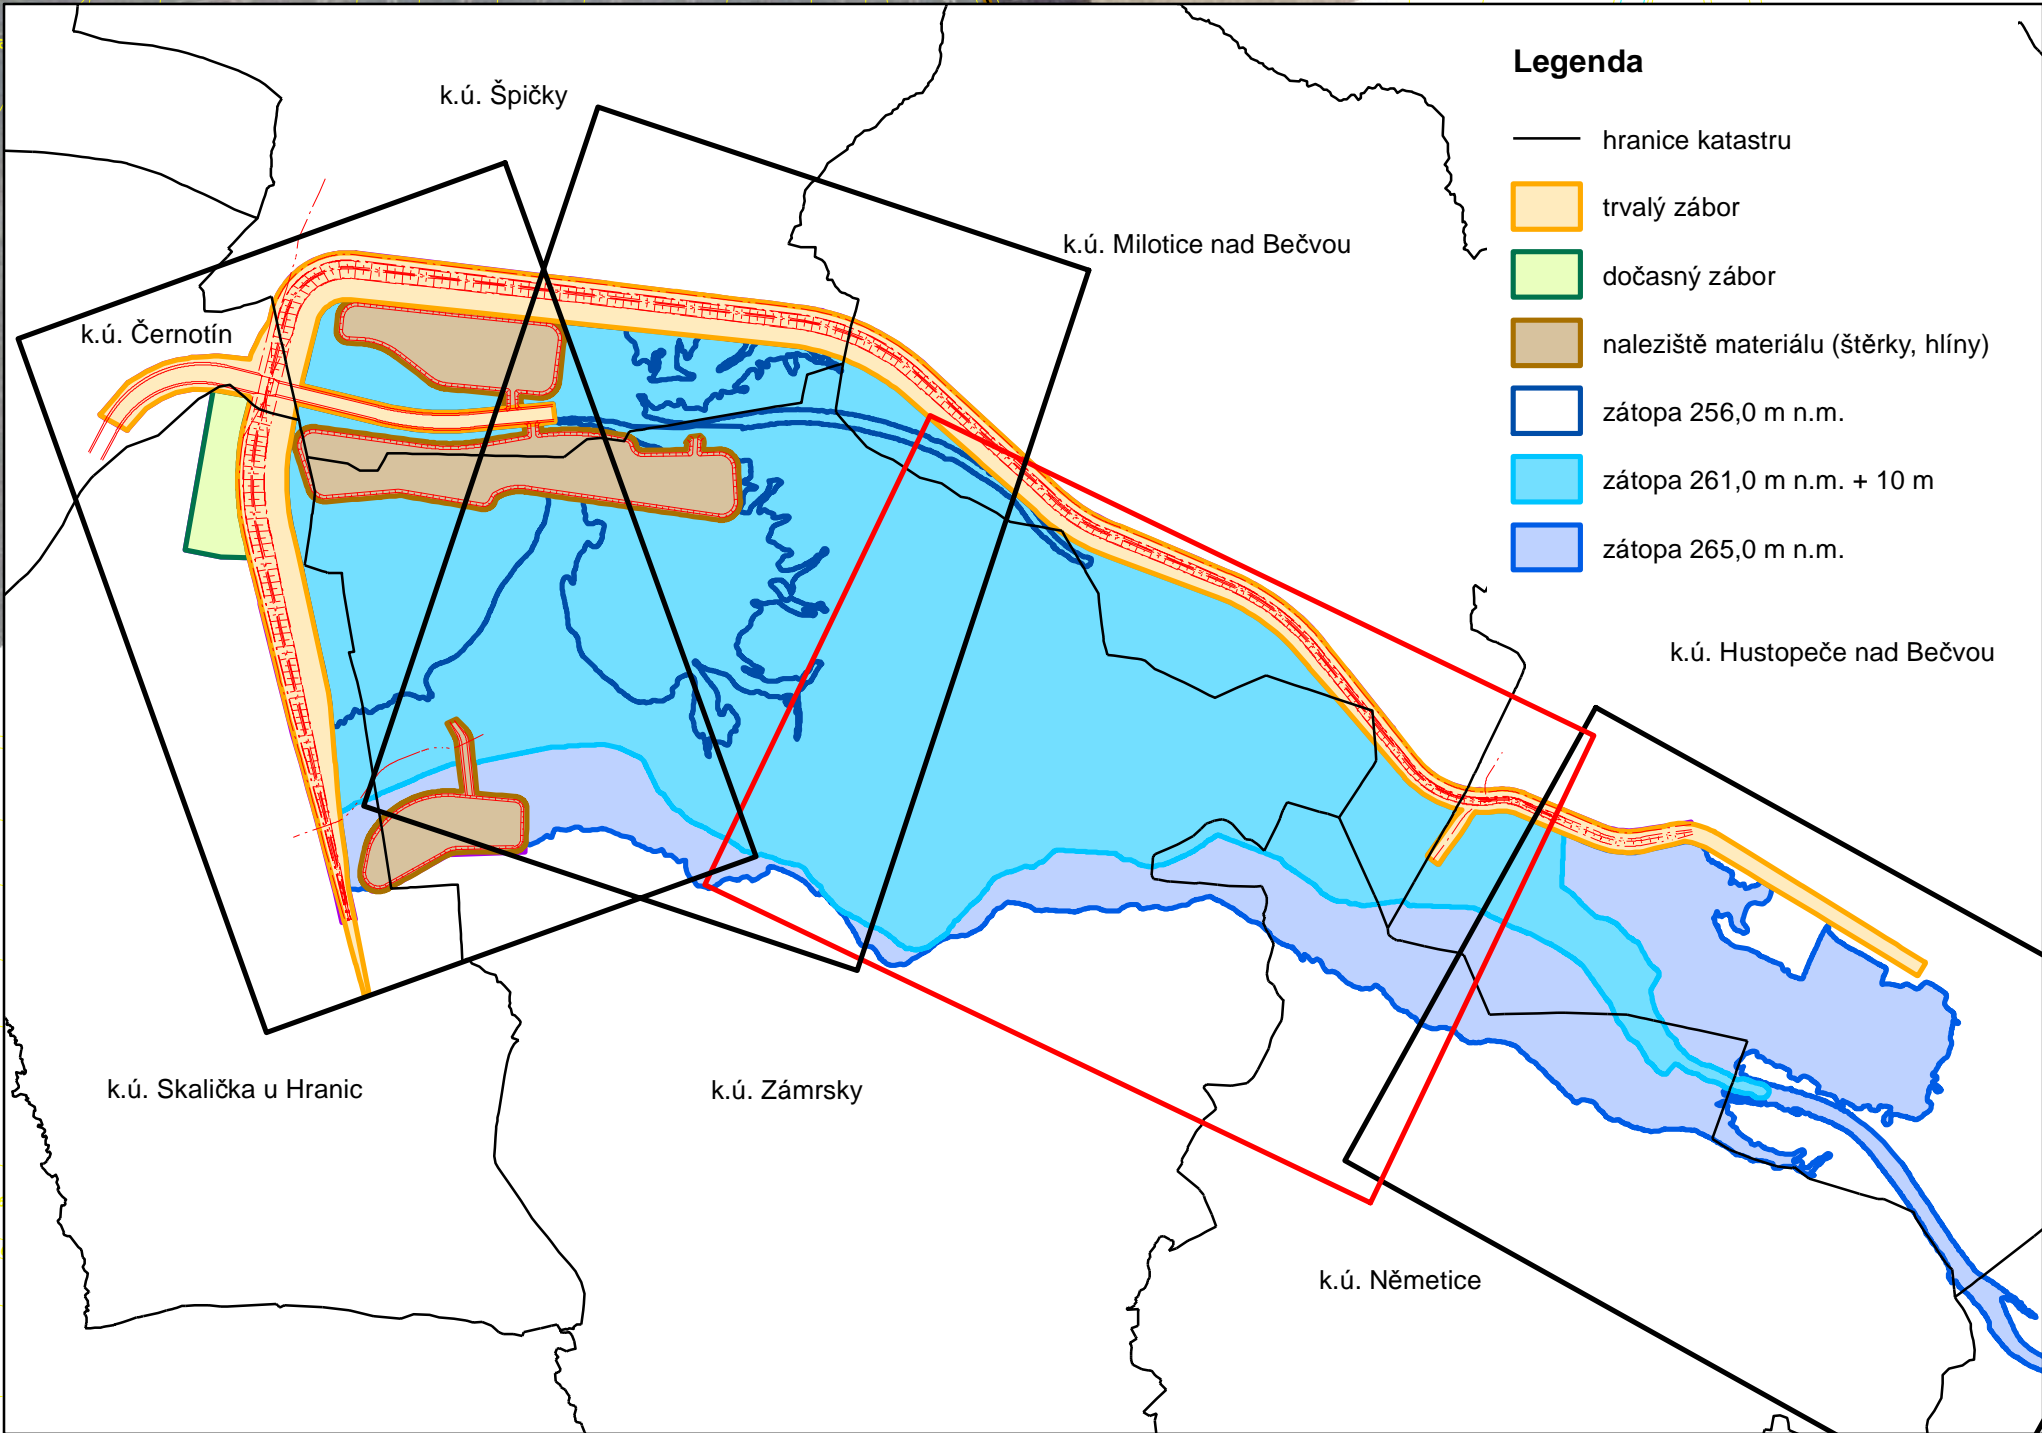 Legenda
hranice katastru
trvalý zábor
dočasný zábor
naleziště materiálu (štěrky, hlíny)
zátopa 256,0 m n.m.
zátopa 261,0 m n.m. + 10 m
zátopa 265,0 m n.m.
k.ú. Špičky
k.ú. Milotice nad Bečvou
k.ú. Černotín
k.ú. Hustopeče nad Bečvou
k.ú. Skalička u Hranic
k.ú. Zámrsky
k.ú. Němetice